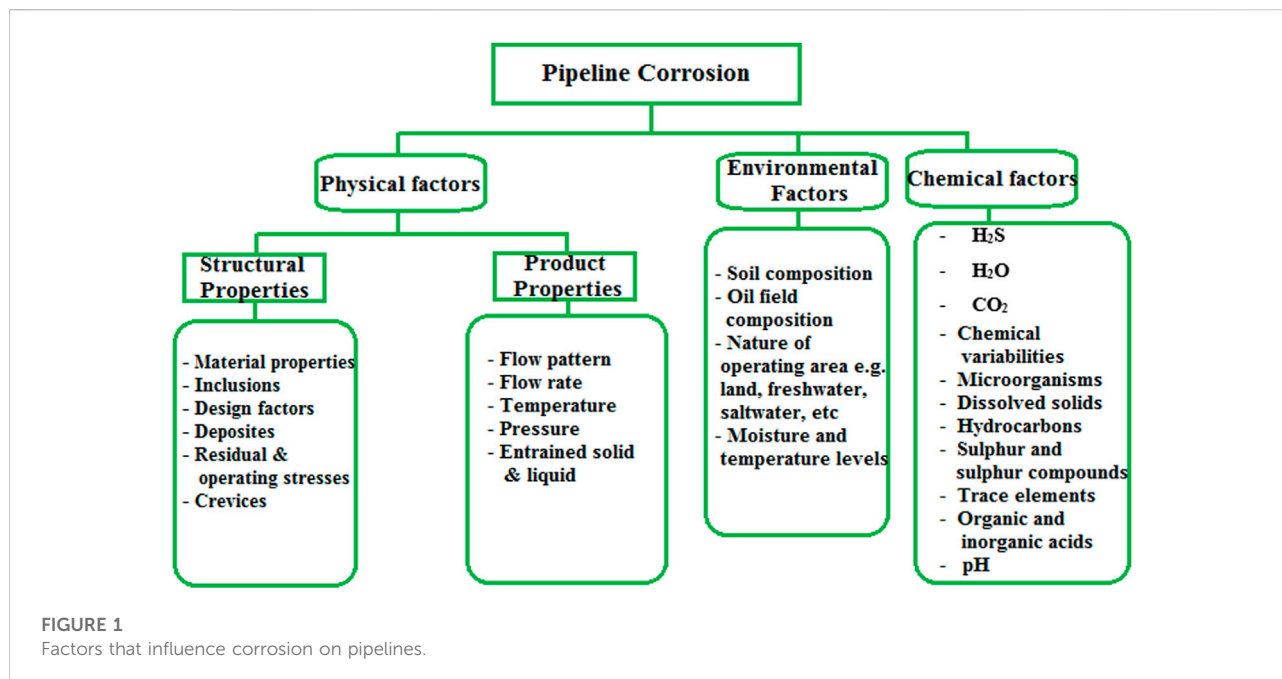 Pipeline Corrosion
Physical factors
Environmental
Factors
Chemical factors
Structural
Properties
Product
Properties
- Material properties
- Inclusions
- Design factors
- Deposites
- Residual &
operating stresses
- Crevices
- Flow pattern
- Flow rate
- Temperature
- Pressure
- Entrained solid
& liquid
- Soil composition
- Oil field
composition
- Nature of
operating area e.g.
land, freshwater,
saltwater, etc
- Moisture and
temperature levels
- H₂S
- H₂O
- CO₂
- Chemical
variabilities
- Microorganisms
- Dissolved solids
- Hydrocarbons
- Sulphur and
sulphur compounds
- Trace elements
- Organic and
inorganic acids
- pH
FIGURE 1
Factors that influence corrosion on pipelines.